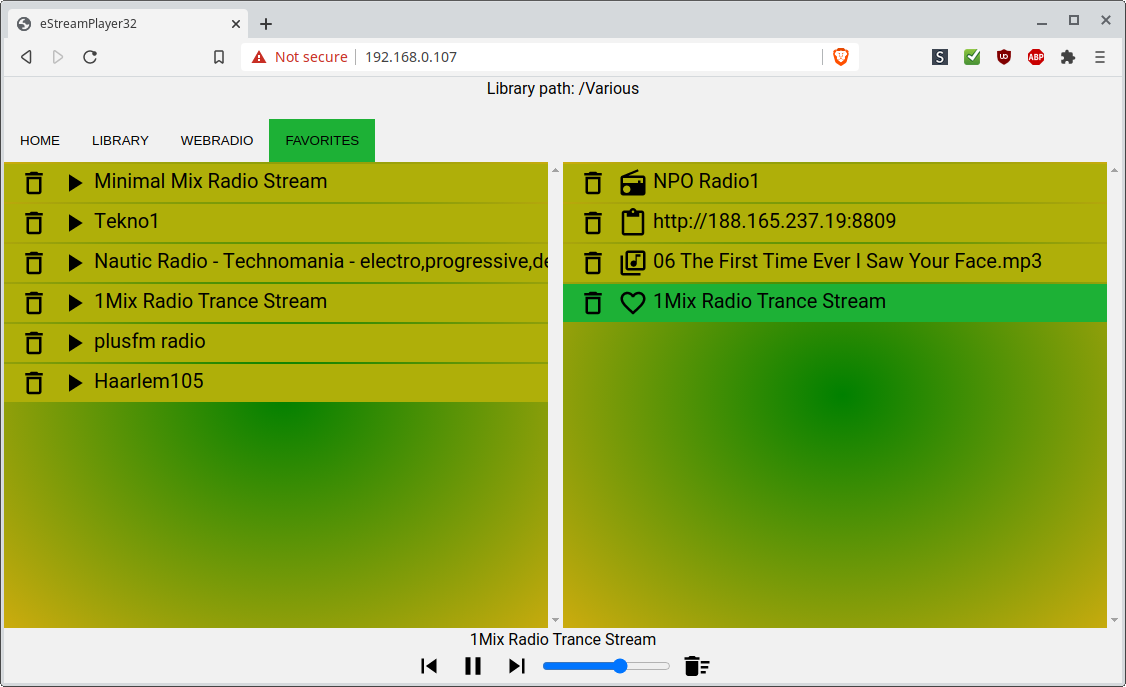 eStreamPlayer32
Not secure
192.168.0.107
S
UO
ABP
Library path: /Various
HOME
LIBRARY
WEBRADIO
FAVORITES
Minimal Mix Radio Stream
Tekno1
Nautic Radio - Technomania - electro,progressive,de
1Mix Radio Trance Stream
plusfm radio
Haarlem105
NPO Radio1
http://188.165.237.19:8809
06 The First Time Ever I Saw Your Face.mp3
1Mix Radio Trance Stream
1Mix Radio Trance Stream